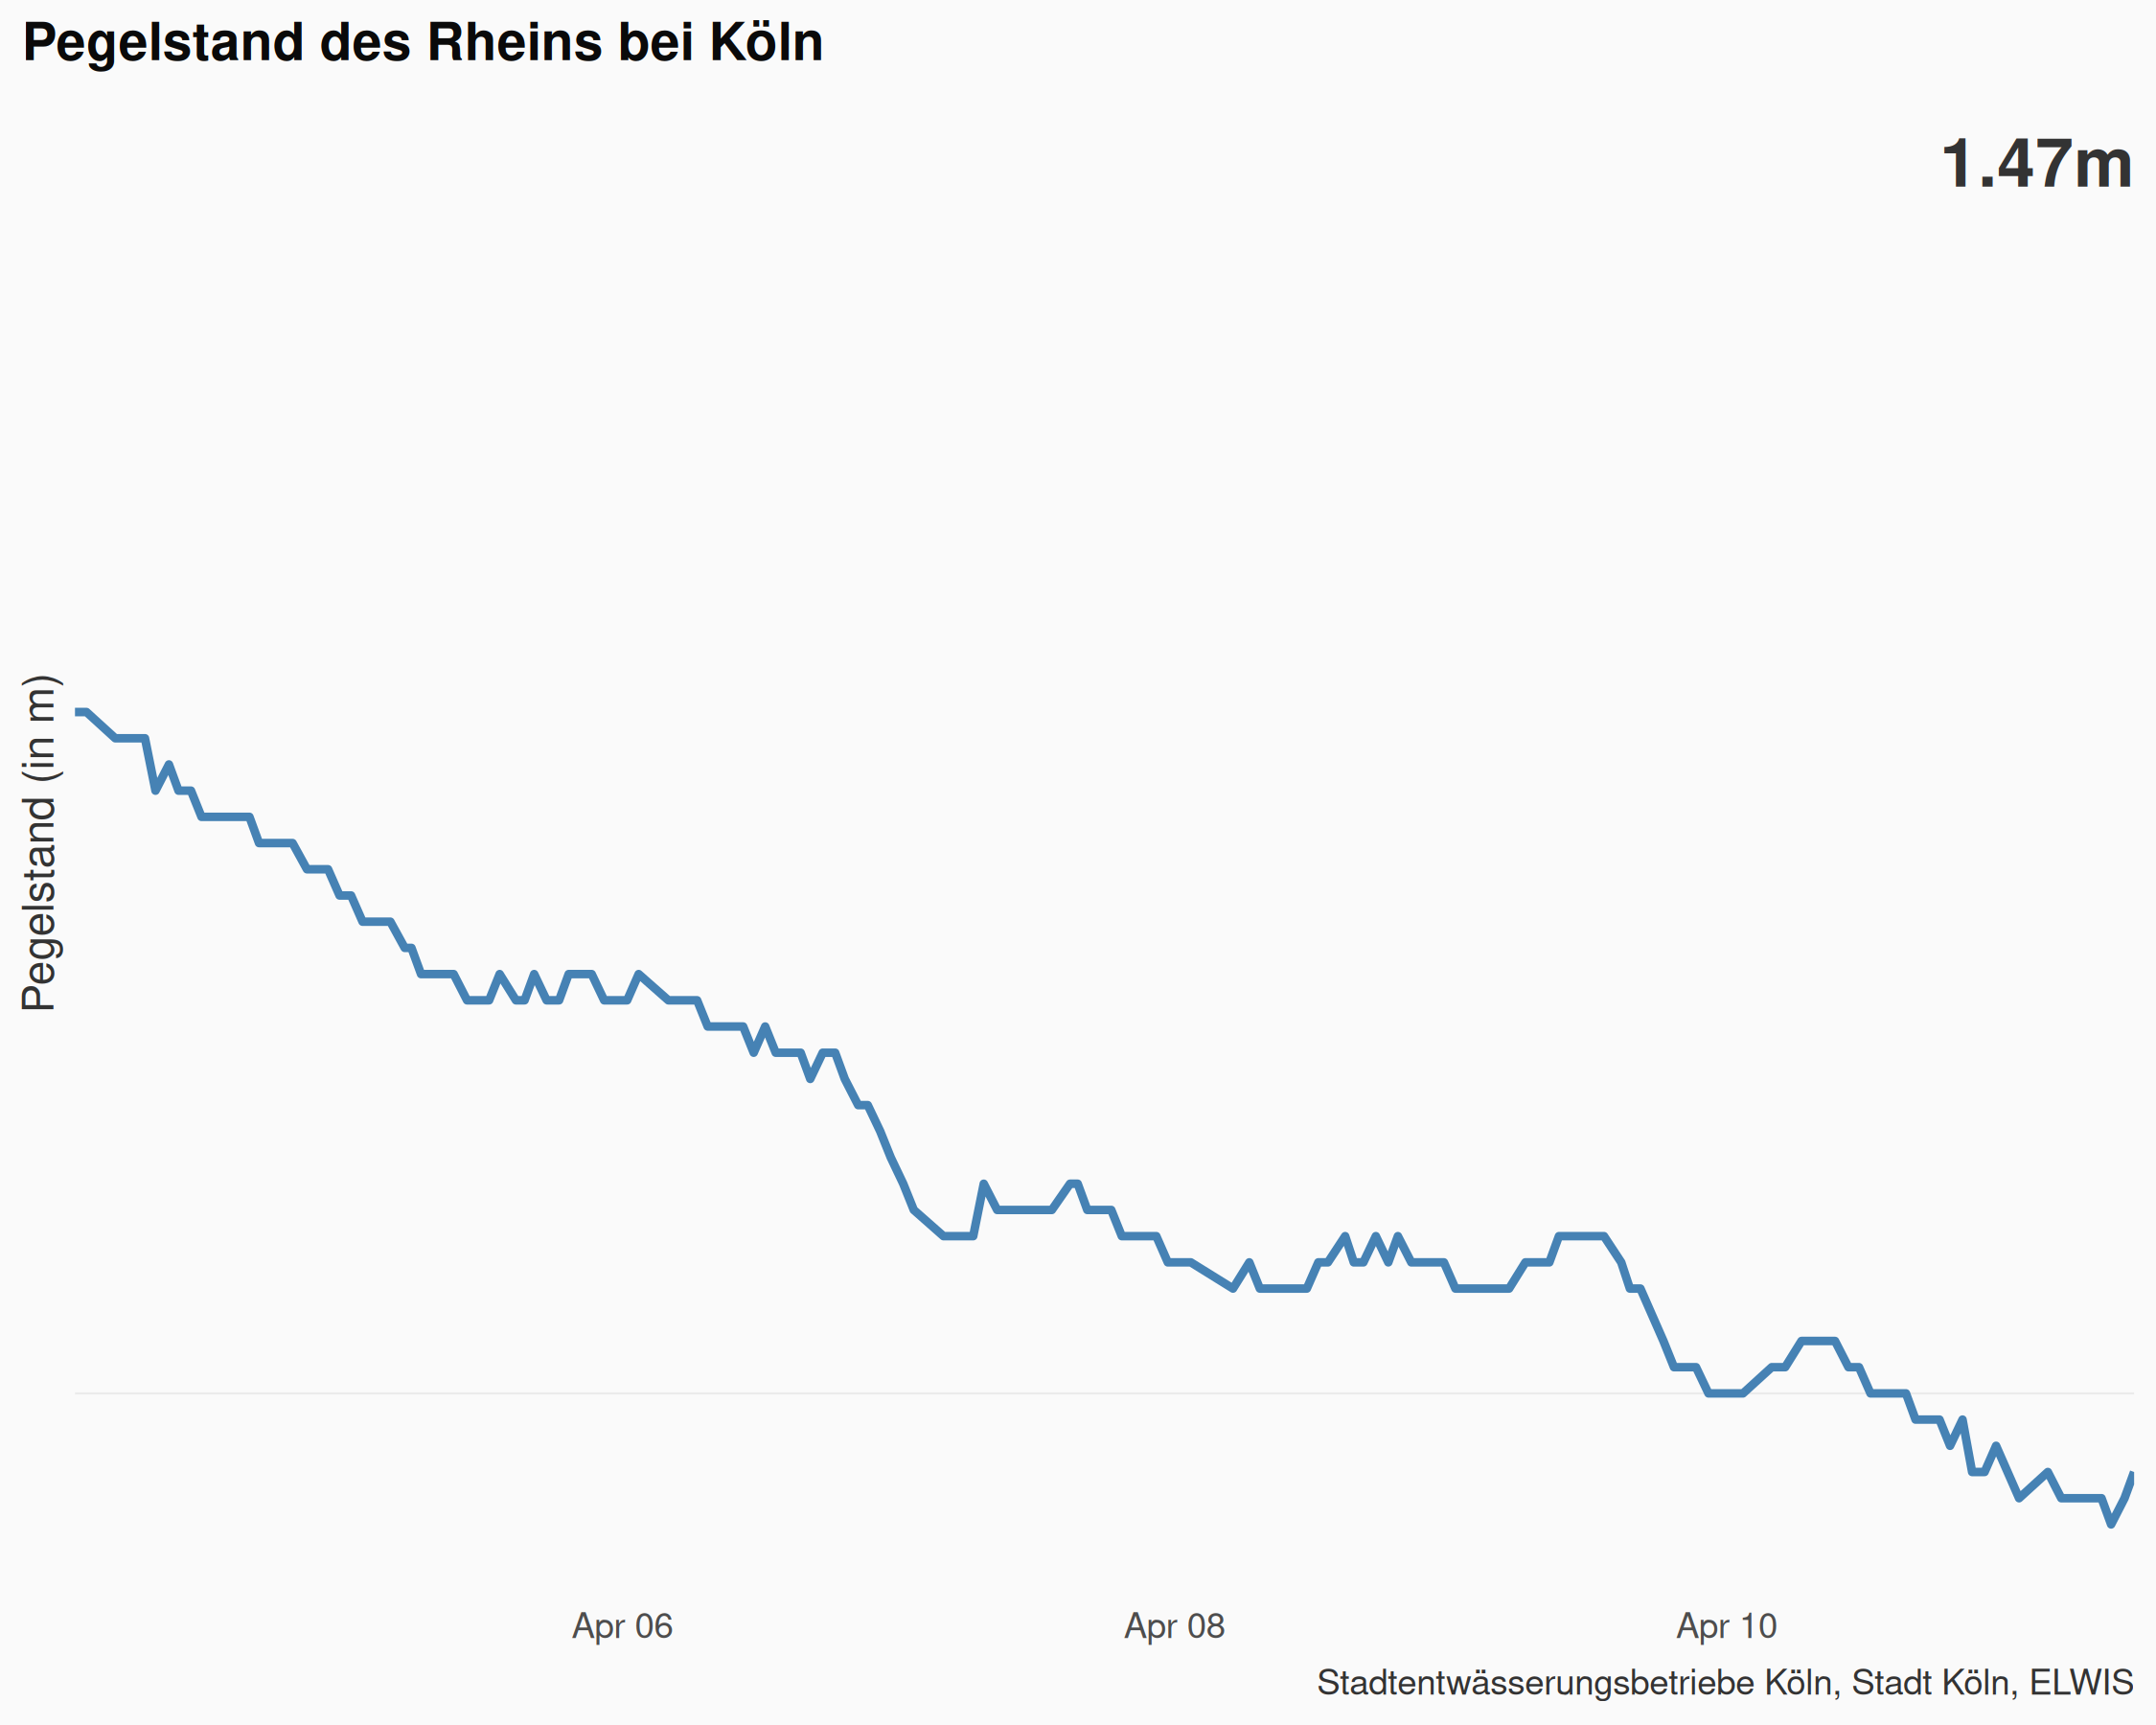 Pegelstand des Rheins bei Köln
1.47m
Pegelstand (in m)
Apr 06
Apr 08
Apr 10
Stadtentwässerungsbetriebe Köln, Stadt Köln, ELWIS